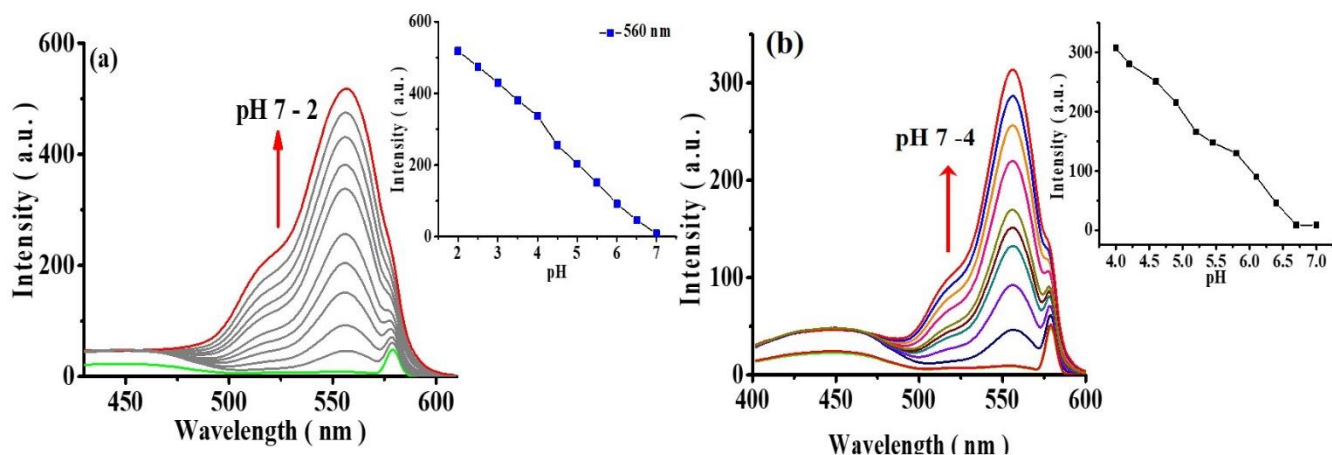 (a)
pH 7 - 2
Intensity ( a.u. )
600
400
200
0
450
500
550
600
Wavelength ( nm )
560 nm
Intensity ( a.u. )
600
400
200
0
2
3
4
5
6
7
pH
(b)
pH 7 -4
Intensity ( a.u. )
300
200
100
0
400
450
500
550
600
Wavelength ( nm )
Intensity ( a.u. )
300
200
100
0
4.0
4.5
5.0
5.5
6.0
6.5
7.0
pH